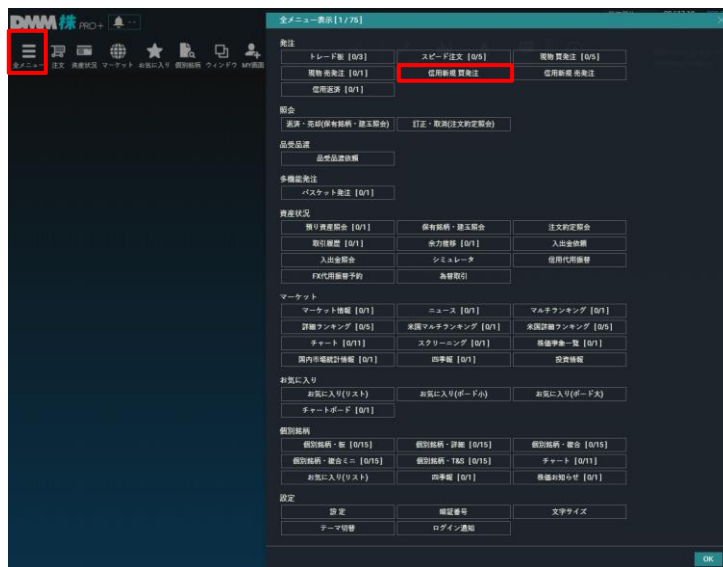 DMM 株 PRO+
全メニュー 注文 資産状況 マーケット お気に入り 個別銘柄 ウィンドウ MY画面
全メニュー表示 [1/75]
発注
トレード板 [0/3] スピード注文 [0/5] 現物 買発注 [0/5]
現物 売発注 [0/1] 信用新規 買発注 信用新規 売発注
信用返済 [0/1]
照会
返済・売却(保有銘柄・建玉照会) 訂正・取消(注文約定照会)
品受品渡
品受品渡依頼
多機能発注
バスケット発注 [0/1]
資産状況
預り資産照会 [0/1] 保有銘柄・建玉照会 注文約定照会
取引履歴 [0/1] 余力推移 [0/1] 入出金依頼
入出金照会 シミュレータ 信用代用振替
FX代用振替予約 為替取引
マーケット
マーケット情報 [0/1] ニュース [0/1] マルチランキング [0/1]
詳細ランキング [0/5] 米国マルチランキング [0/1] 米国詳細ランキング [0/5]
チャート [0/11] スクリーニング [0/1] 株価手集一覧 [0/1]
国内市場統計情報 [0/1] 四季報 [0/1] 投資情報
お気に入り
お気に入り(リスト) お気に入り(ボード小) お気に入り(ボード大)
チャートボード [0/1]
個別銘柄
個別銘柄・板 [0/15] 個別銘柄・詳細 [0/15] 個別銘柄・複合 [0/15]
個別銘柄・複合ミニ [0/15] 個別銘柄・T&S [0/15] チャート [0/11]
お気に入り(リスト) 四季報 [0/1] 株価お知らせ [0/1]
設定
設定 暗証番号 文字サイズ
テーマ切替 ログイン通知
OK